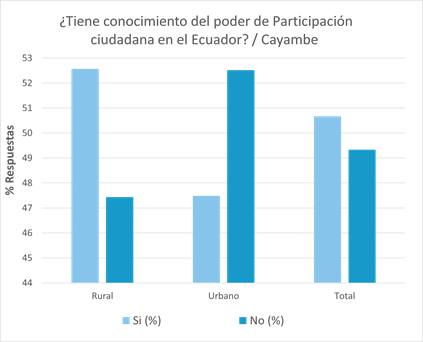 ¿Tiene conocimiento del poder de Participación
ciudadana en el Ecuador? / Cayambe
% Respuestas
53
52
51
50
49
48
47
46
45
44
Rural Urbano Total
Si (%) No (%)